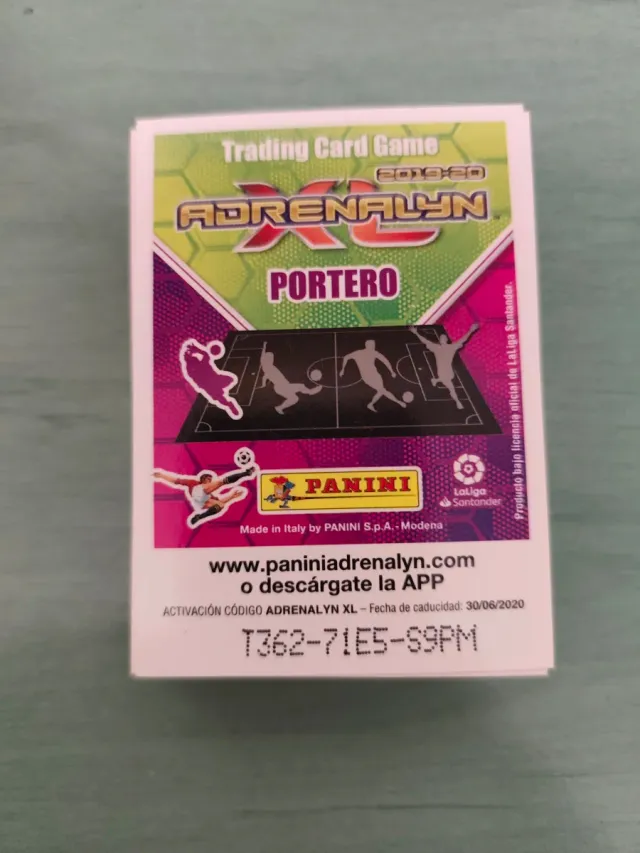 Trading Card Game
2019-20
ADRENALYN XL™
PORTERO
Producto bajo licencia oficial de LaLiga Santander.
PANINI
LaLiga
Santander
Made in Italy by PANINI S.p.A. - Modena
www.paniniadrenalyn.com
o descárgate la APP
ACTIVACIÓN CÓDIGO ADRENALYN XL – Fecha de caducidad: 30/06/2020
T362-71E5-S9PM